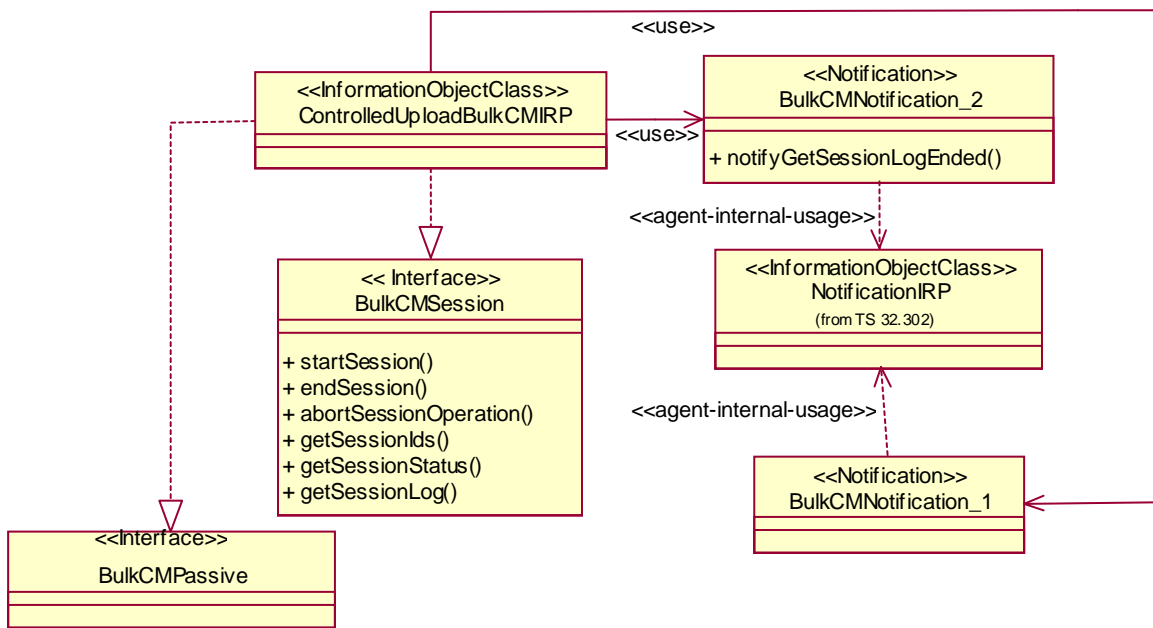 <<use>>
<<InformationObjectClass>>
ControlledUploadBulkCMIRP
<<use>>
<<Notification>>
BulkCMNotification_2
+ notifyGetSessionLogEnded()
<<agent-internal-usage>>
<<InformationObjectClass>>
NotificationIRP
(from TS 32.302)
<< Interface>>
BulkCMSession
+ startSession()
+ endSession()
+ abortSessionOperation()
+ getSessionIds()
+ getSessionStatus()
+ getSessionLog()
<<agent-internal-usage>>
<<Notification>>
BulkCMNotification_1
<<Interface>>
BulkCMPassive